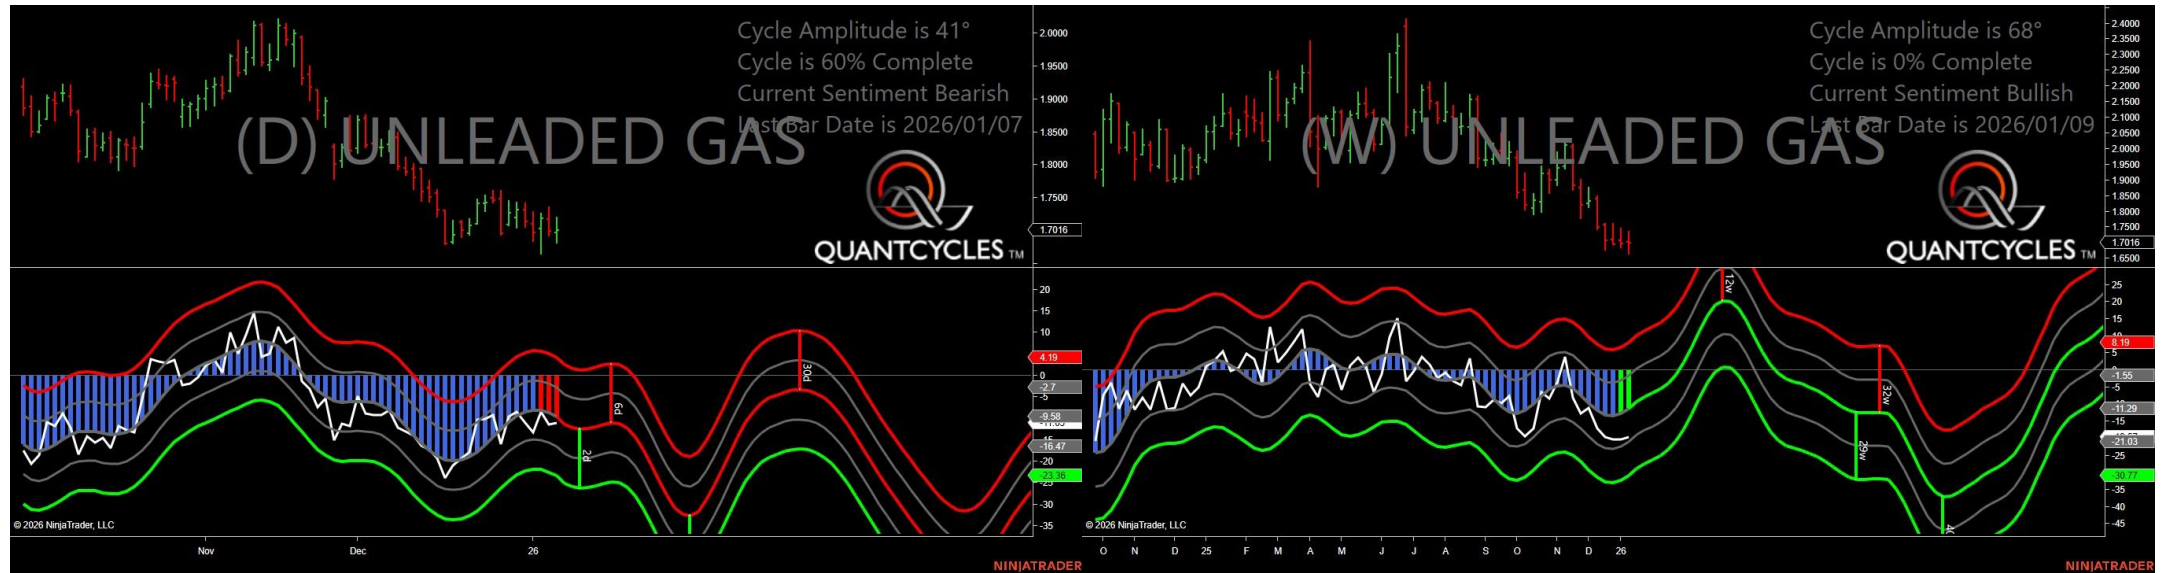 Cycle Amplitude is 41°
Cycle is 60% Complete
Current Sentiment Bearish
Last Bar Date is 2026/01/07
(D) UNLEADED GAS
QUANTCYCLES TM
2.0000
1.9500
1.9000
1.8500
1.8000
1.7500
1.7016
20
15
10
4.19
0
-2.7
-5
-9.58
-16.47
-20
-23.36
-30
-35
2d
6d
30d
© 2026 NinjaTrader, LLC
Nov
Dec
26
NINJATRADER
Cycle Amplitude is 68°
Cycle is 0% Complete
Current Sentiment Bullish
Last Bar Date is 2026/01/09
(W) UNLEADED GAS
QUANTCYCLES TM
2.4000
2.3500
2.3000
2.2500
2.2000
2.1500
2.1000
2.0500
2.0000
1.9500
1.9000
1.8500
1.8000
1.7500
1.7016
1.6500
25
20
15
8.19
5
-1.55
-5
-11.29
-15
-21.03
-25
-30.77
-35
-40
-45
12w
32w
29w
© 2026 NinjaTrader, LLC
O N D 25 F M A M J J A S O N D 26
NINJATRADER